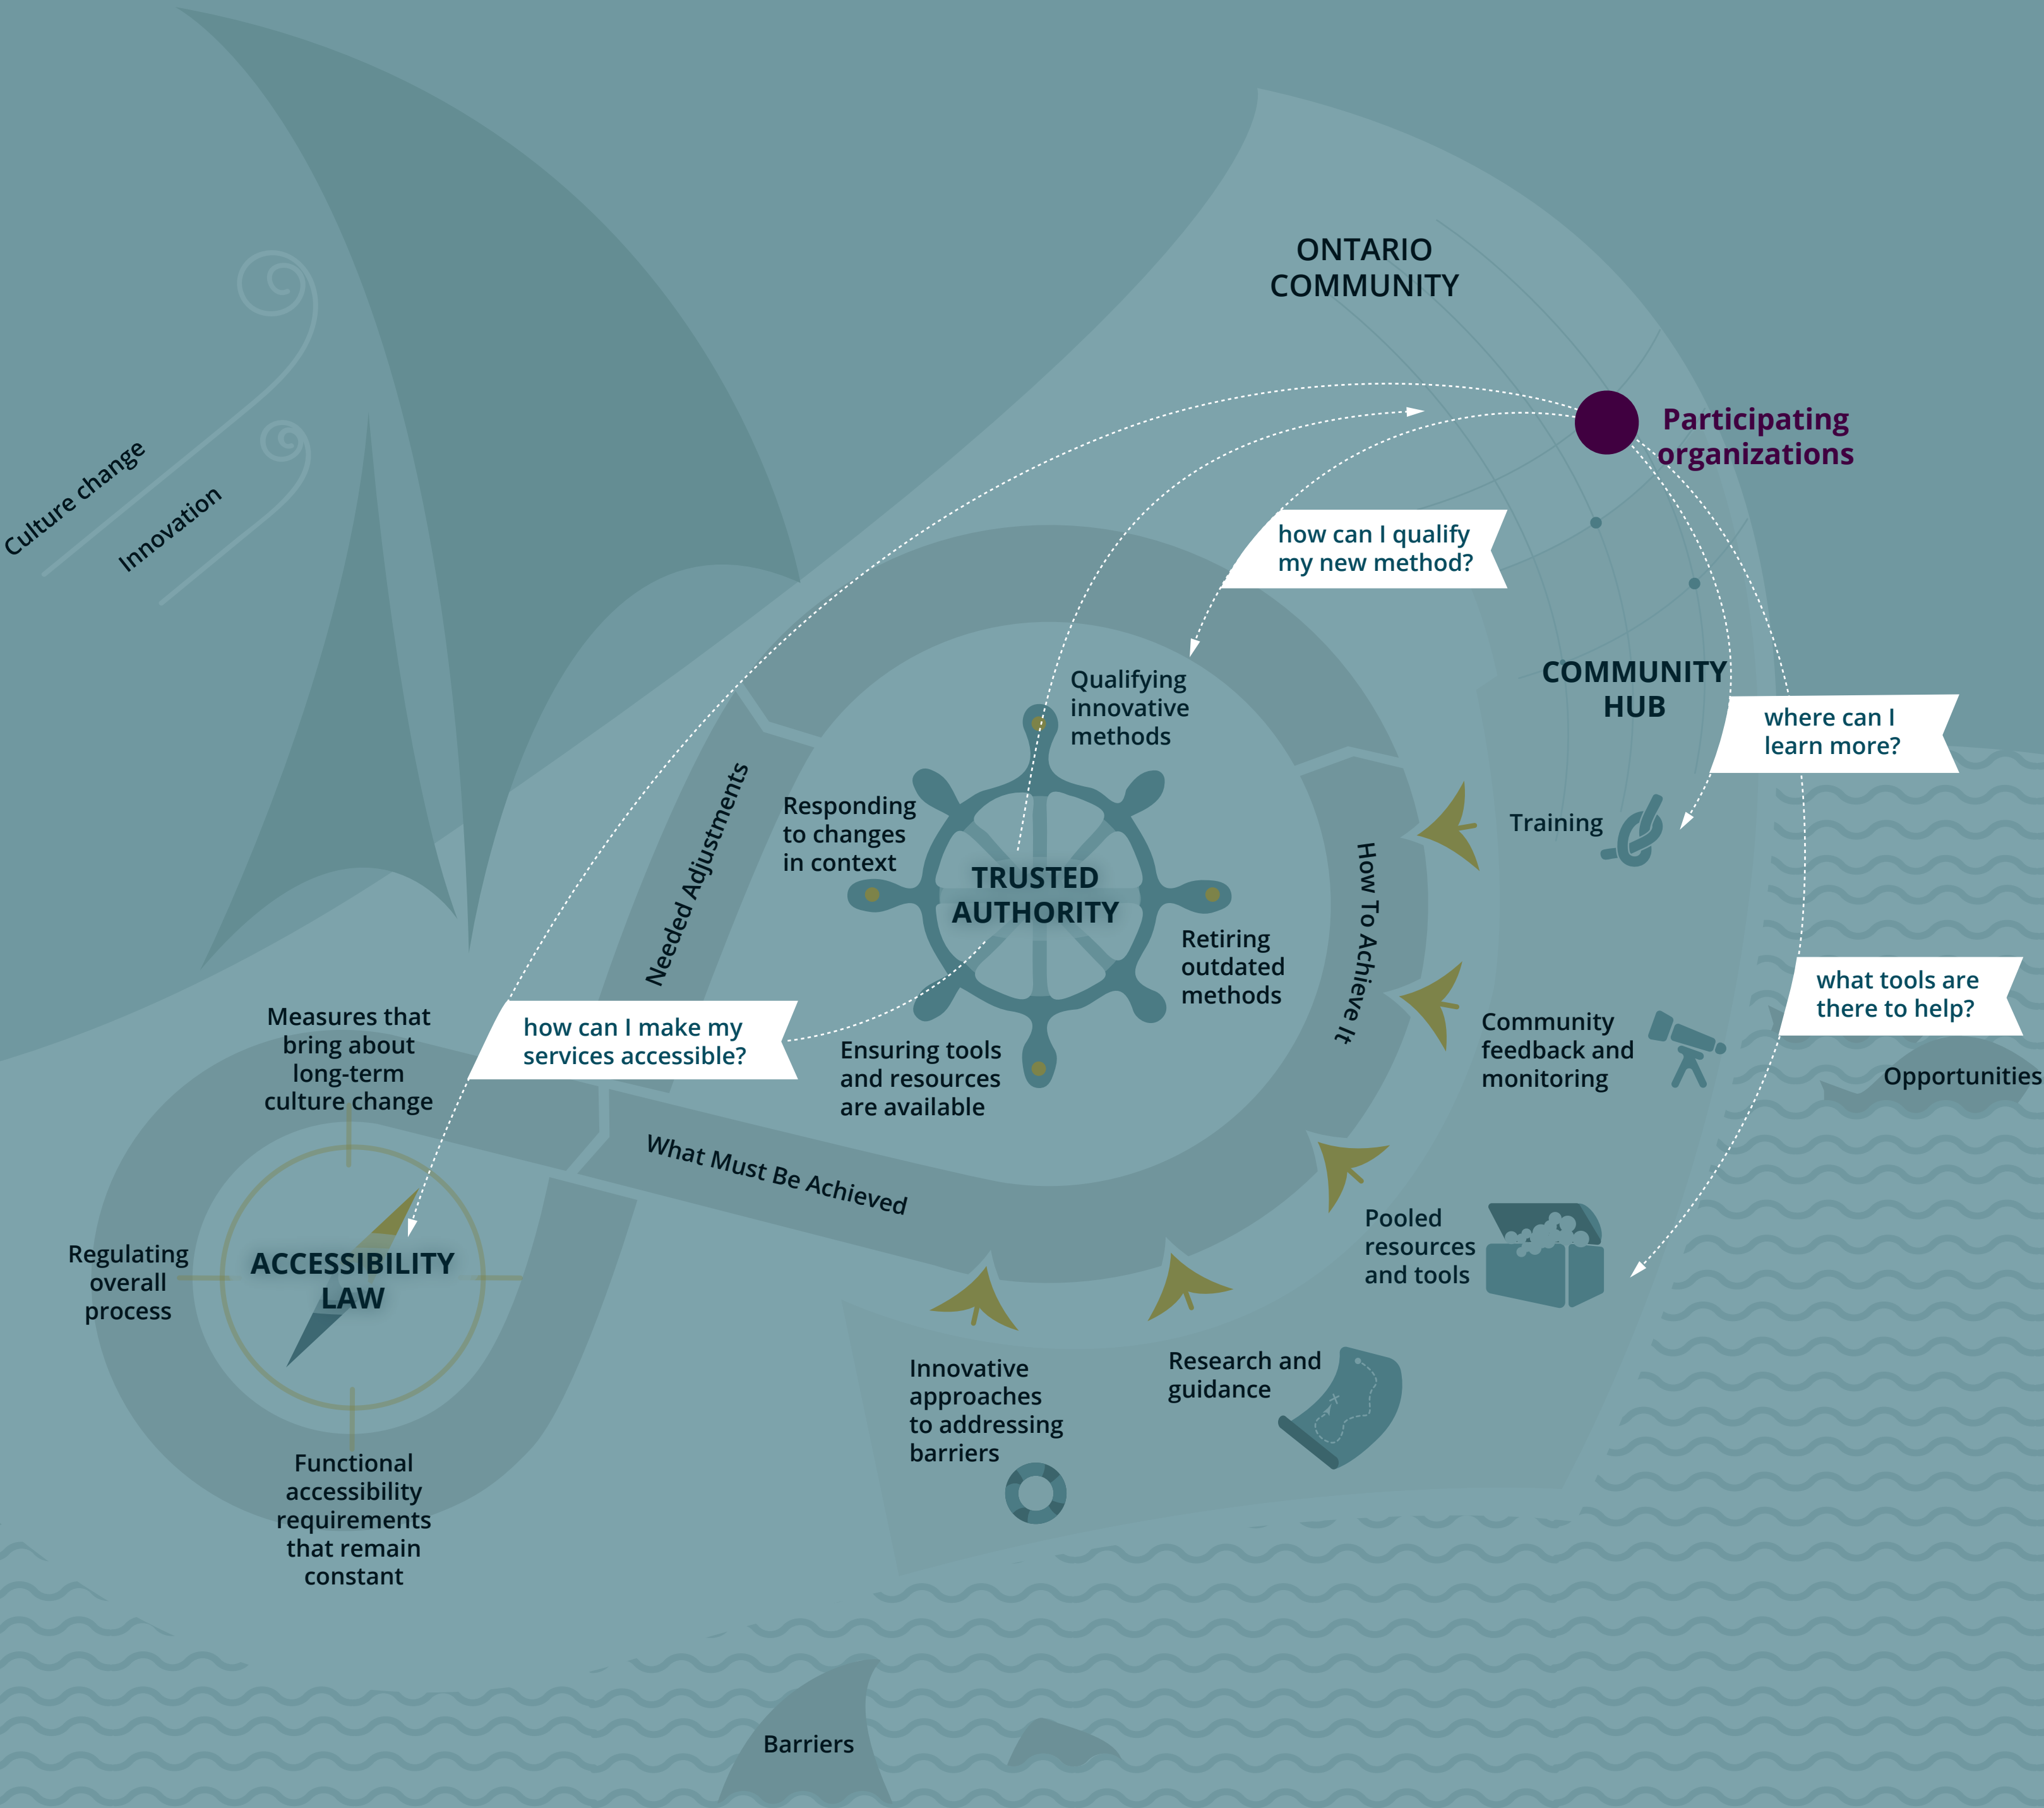 ONTARIO
COMMUNITY
Participating
organizations
Culture change
Innovation
how can I qualify
my new method?
Qualifying
innovative
methods
COMMUNITY
HUB
where can I
learn more?
Needed Adjustments
Responding
to changes
in context
How To Achieve It
Training
TRUSTED
AUTHORITY
Retiring
outdated
methods
what tools are
there to help?
Measures that
bring about
long-term
culture change
how can I make my
services accessible?
Ensuring tools
and resources
are available
Community
feedback and
monitoring
Opportunities
What Must Be Achieved
Pooled
resources
and tools
Regulating
overall
process
ACCESSIBILITY
LAW
Innovative
approaches
to addressing
barriers
Research and
guidance
Functional
accessibility
requirements
that remain
constant
Barriers